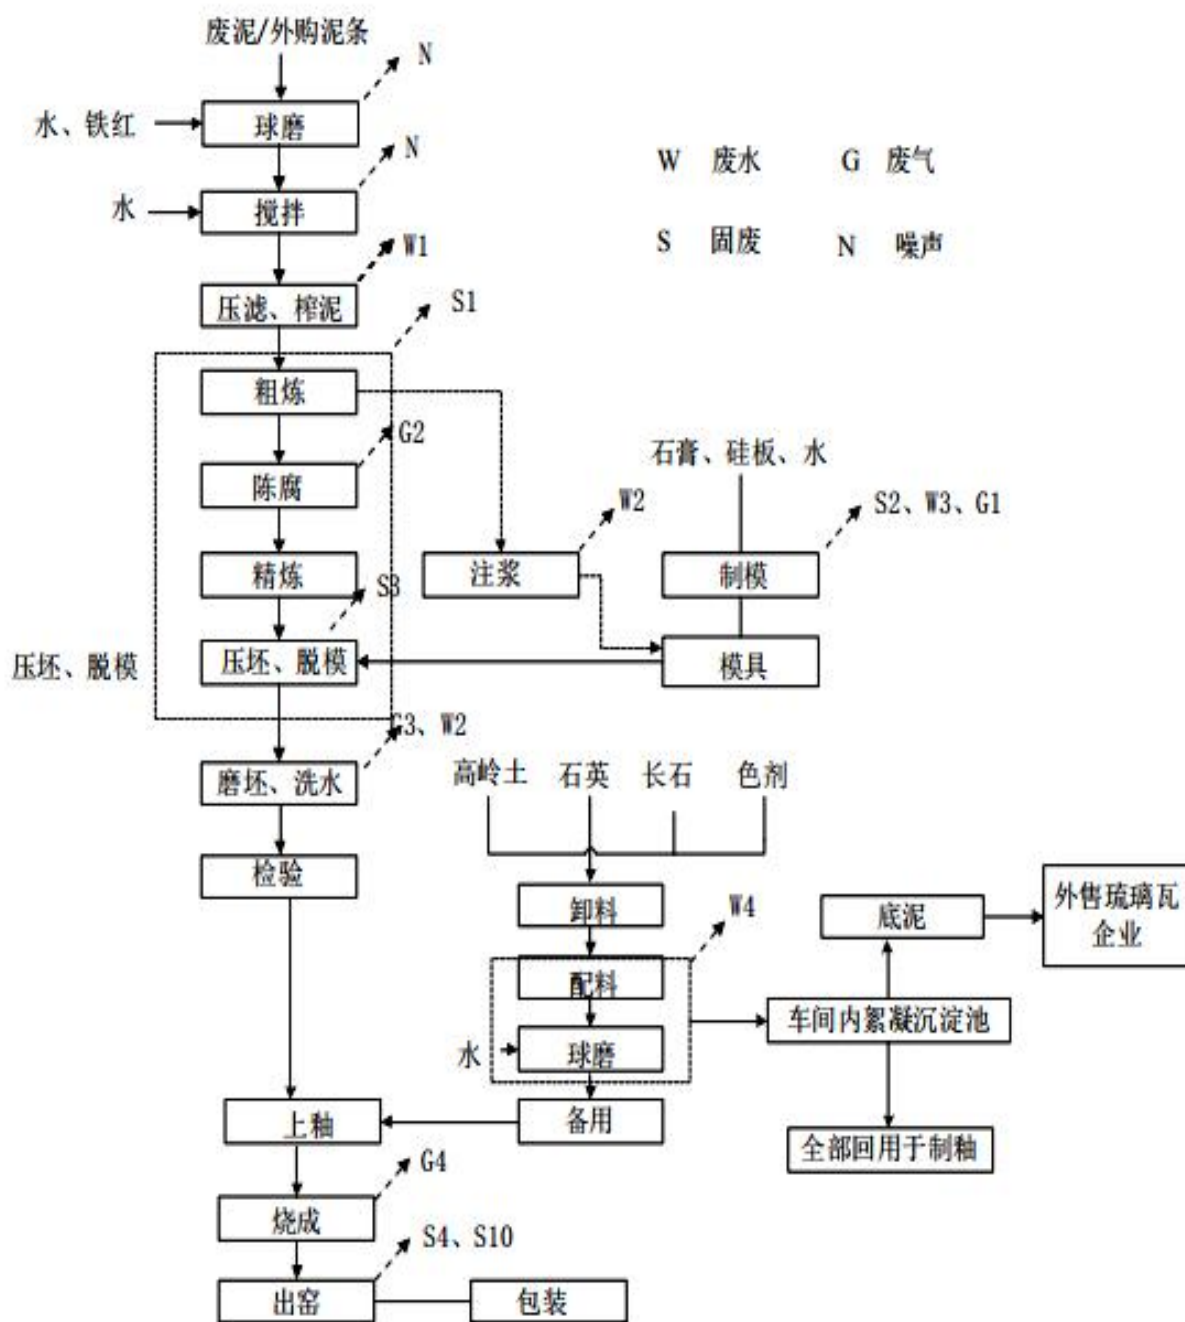 废泥/外购泥条
N
水、铁红
球磨
N
水
搅拌
W 废水 G 废气
S 固废 N 噪声
W1
压滤、榨泥
S1
粗炼
G2
陈腐
石膏、硅板、水
W2
S2、W3、G1
精炼
注浆
制模
S3
压坯、脱模
压坯、脱模
模具
G3、W2
磨坯、洗水
高岭土 石英 长石 色剂
检验
卸料
W4
底泥
外售琉璃瓦
企业
配料
车间内絮凝沉淀池
水
球磨
上釉
备用
全部回用于制釉
G4
烧成
S4、S10
出窑
包装